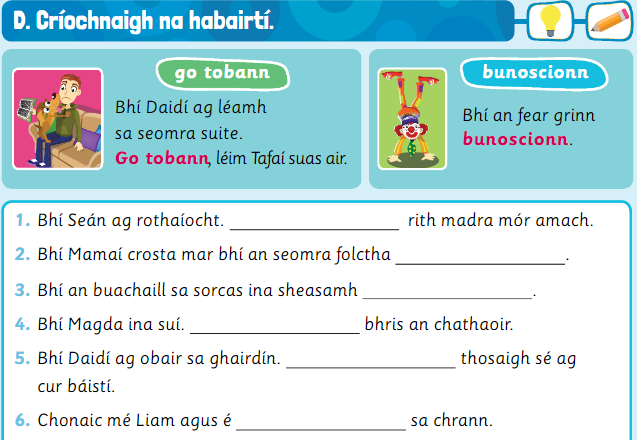 D. Críochnaigh na habairtí.
go tobann
Bhí Daidí ag léamh
sa seomra suite.
Go tobann, léim Tafaí suas air.
bunoscionn
Bhí an fear grinn
bunoscionn.
1. Bhí Seán ag rothaíocht. ________________ rith madra mór amach.
2. Bhí Mamaí crosta mar bhí an seomra folctha ________________.
3. Bhí an buachaill sa sorcas ina sheasamh ________________.
4. Bhí Magda ina suí. ________________ bhris an chathaoir.
5. Bhí Daidí ag obair sa ghairdín. ________________ thosaigh sé ag
cur báistí.
6. Chonaic mé Liam agus é ________________ sa chrann.